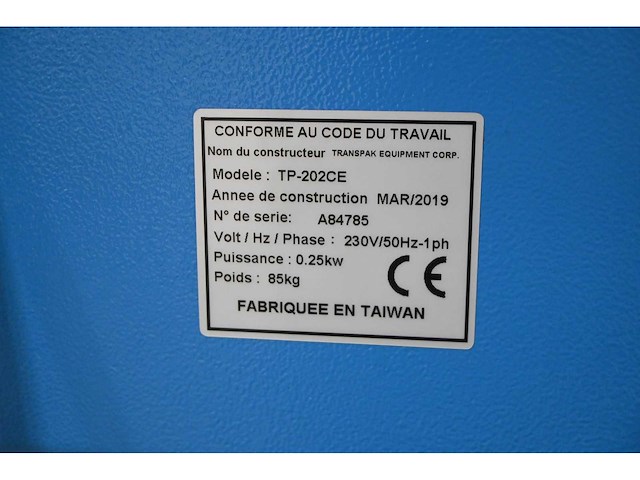 CONFORME AU CODE DU TRAVAIL
Nom du constructeur TRANSPAK EQUIPMENT CORP.
Modele : TP-202CE
Annee de construction MAR/2019
N° de serie: A84785
Volt / Hz / Phase : 230V/50Hz-1ph
Puissance : 0.25kw
Poids : 85kg
CE
FABRIQUEE EN TAIWAN